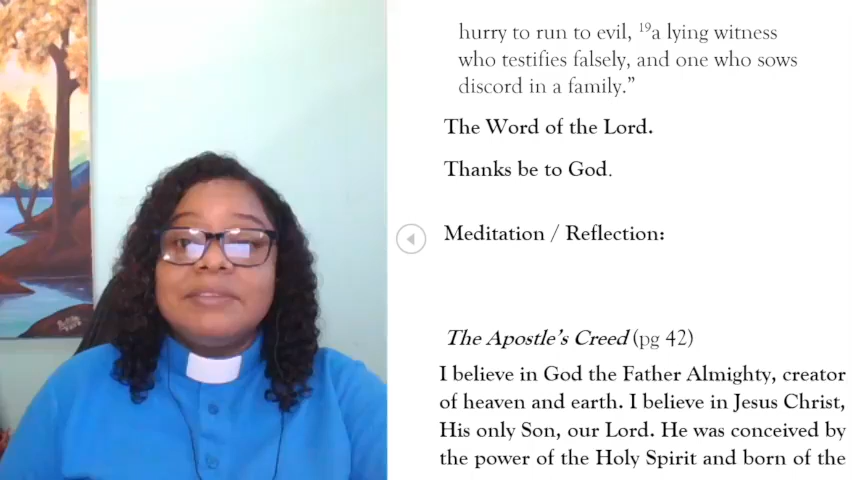 hurry to run to evil, 19a lying witness
who testifies falsely, and one who sows
discord in a family.”
The Word of the Lord.
Thanks be to God.
Meditation / Reflection:
The Apostle’s Creed (pg 42)
I believe in God the Father Almighty, creator
of heaven and earth. I believe in Jesus Christ,
His only Son, our Lord. He was conceived by
the power of the Holy Spirit and born of the